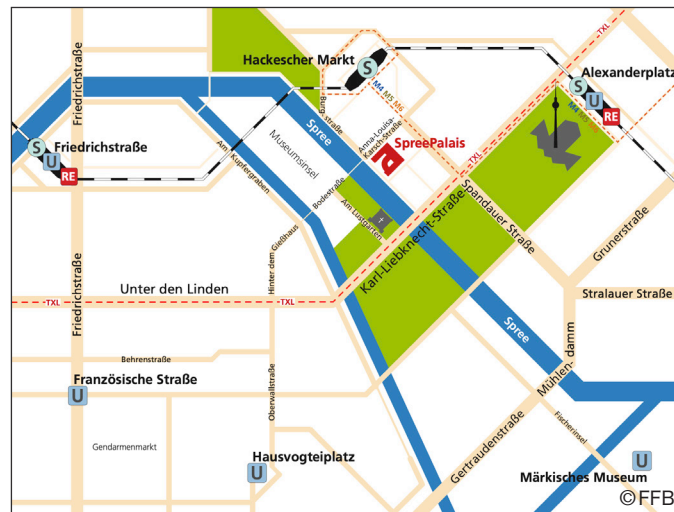 TXL
Hackescher Markt
S
M4 M5 M6
Alexanderplatz
S
U
M4 M5 M6
RE
Friedrichstraße
Burgstraße
Spree
Anna-Louisa-
Karsch-Straße
SpreePalais
TXL
S
Friedrichstraße
U
RE
Am Kupfergraben
Museumsinsel
Bodestraße
Am Lustgarten
Spandauer Straße
Grunerstraße
Hinter dem Gießhaus
Karl-Liebknecht-Straße
Unter den Linden
TXL
TXL
Friedrichstraße
Stralauer Straße
Spree
Behrenstraße
Französische Straße
U
Oberwallstraße
Mühlen-
damm
Fischerinsel
Gertraudenstraße
Gendarmenmarkt
Hausvogteiplatz
U
U
Märkisches Museum
©FFB